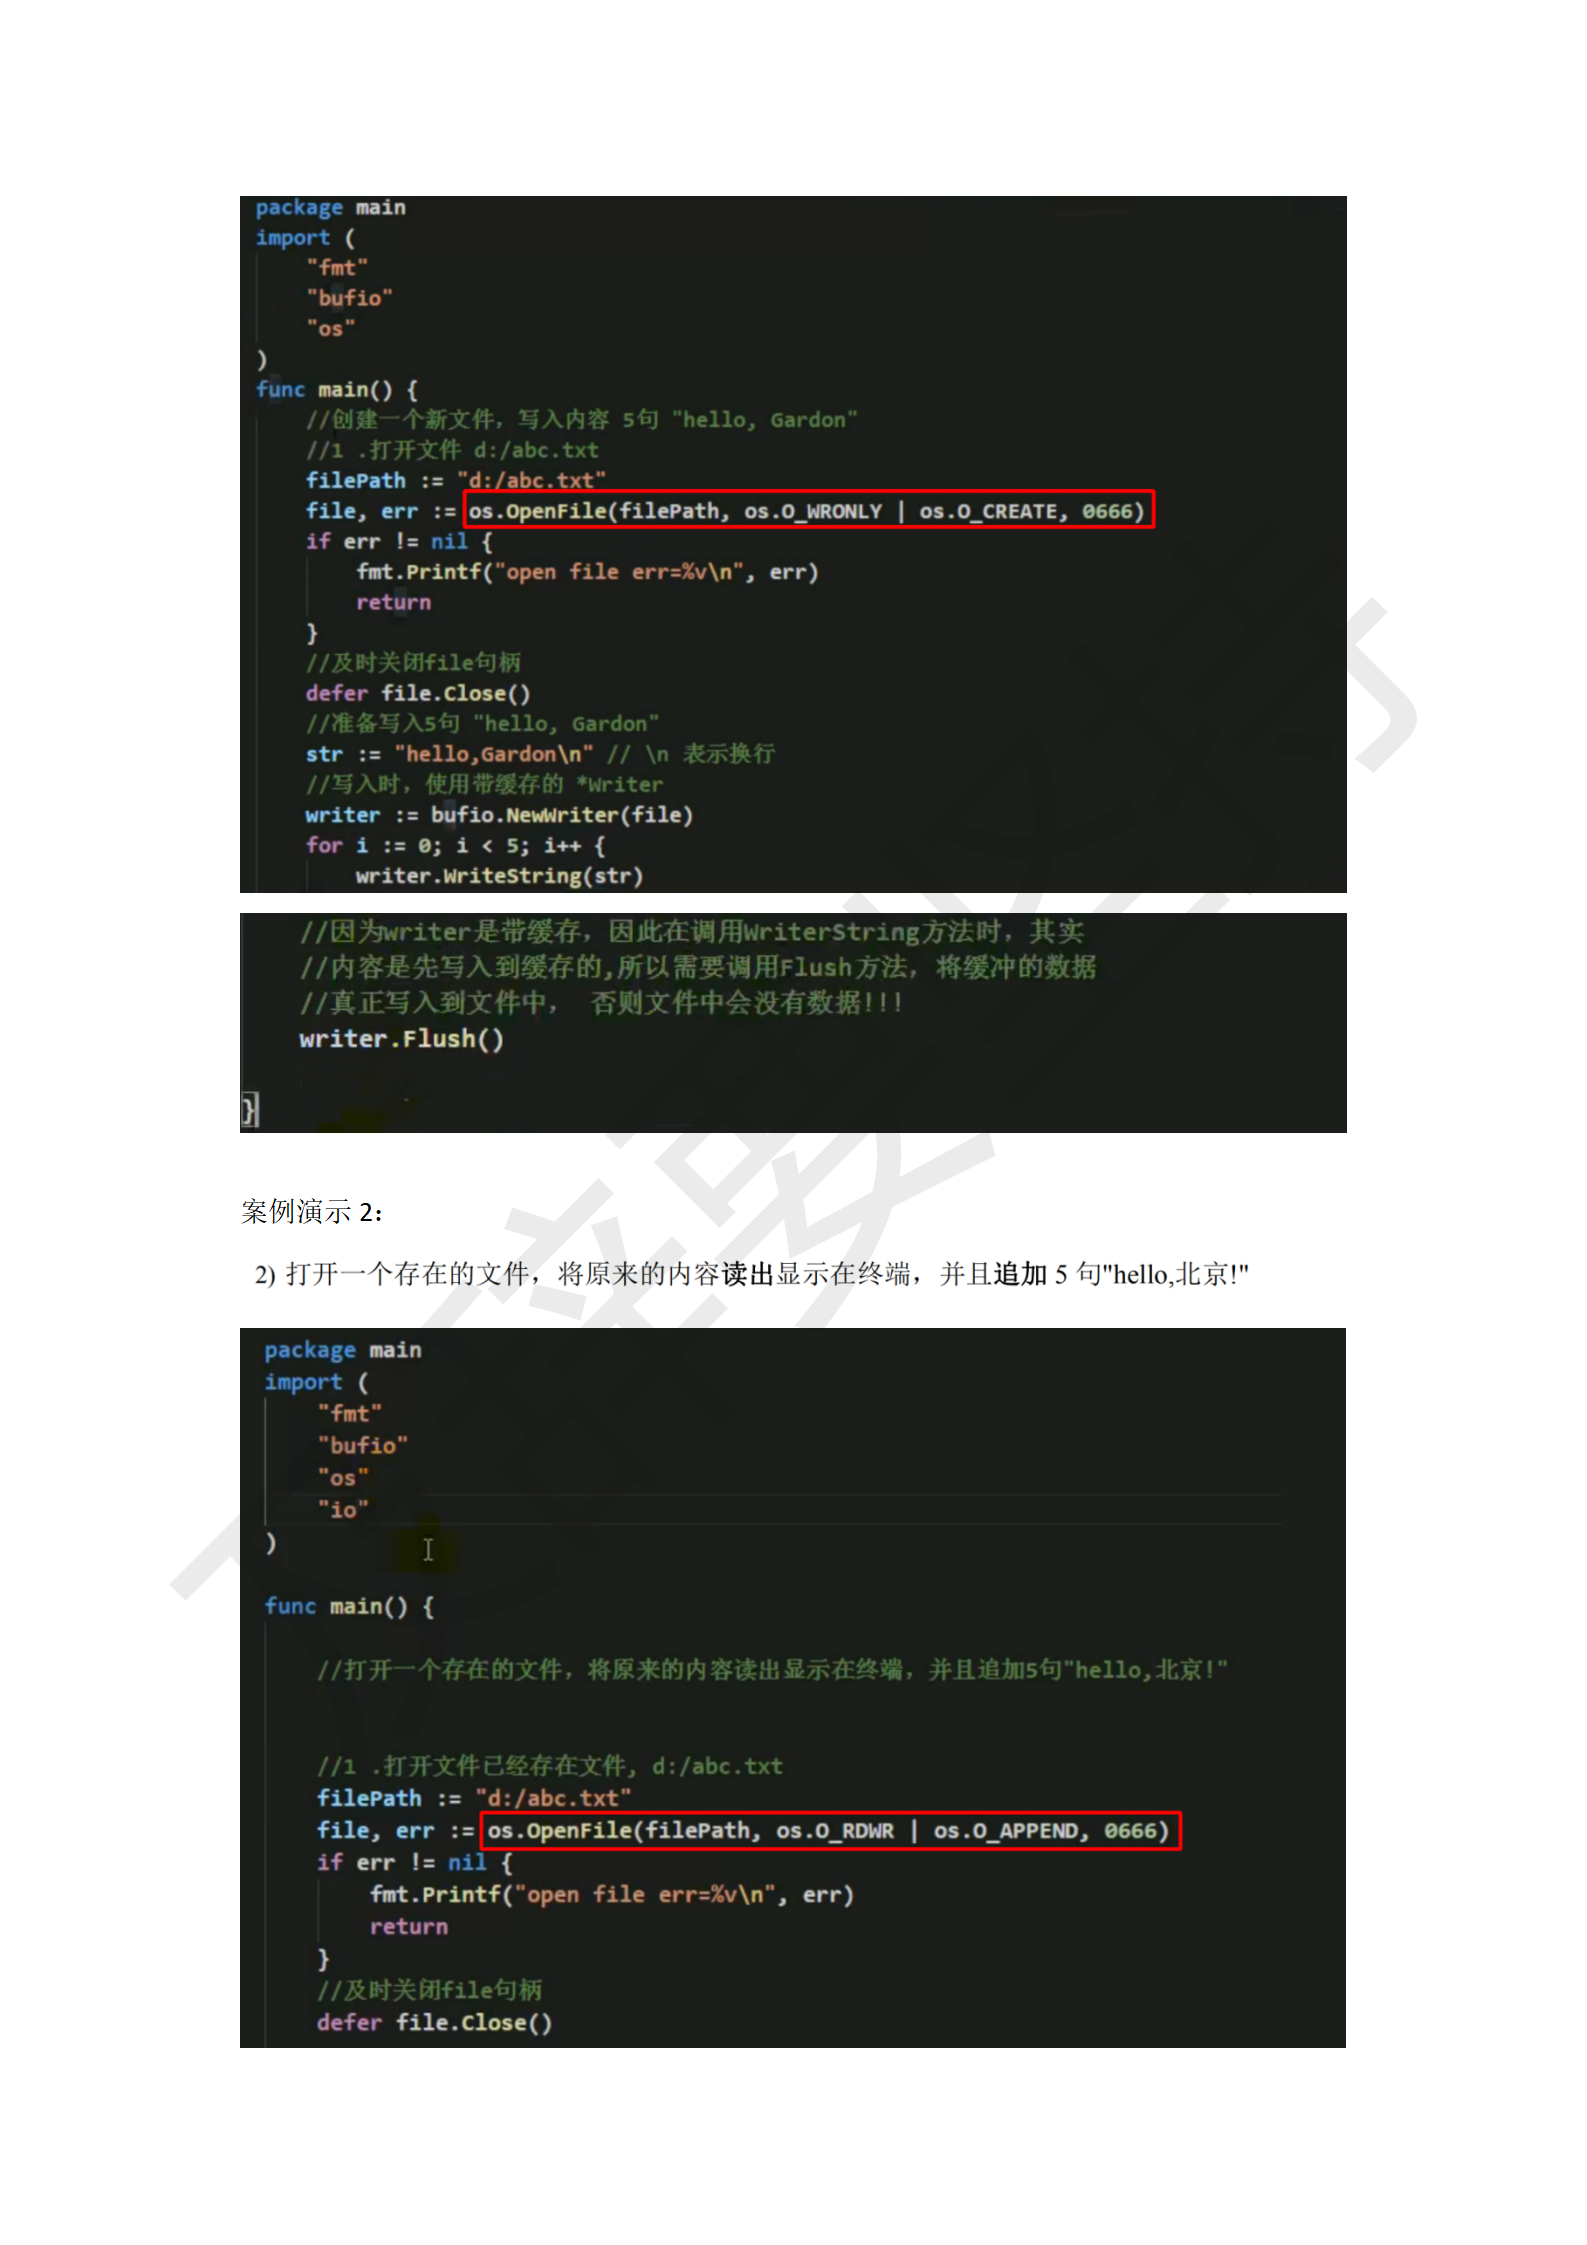 package main
import (
"fmt"
"bufio"
"os"
)
func main() {
//创建一个新文件，写入内容 5句 "hello, Gardon"
//1 .打开文件 d:/abc.txt
filePath := "d:/abc.txt"
file, err := os.OpenFile(filePath, os.O_WRONLY | os.O_CREATE, 0666)
if err != nil {
fmt.Printf("open file err=%v\n", err)
return
}
//及时关闭file句柄
defer file.Close()
//准备写入5句 "hello, Gardon"
str := "hello,Gardon\n" // \n 表示换行
//写入时，使用带缓存的 *Writer
writer := bufio.NewWriter(file)
for i := 0; i < 5; i++ {
writer.WriteString(str)
//因为writer是带缓存，因此在调用WriterString方法时，其实
//内容是先写入到缓存的,所以需要调用Flush方法，将缓冲的数据
//真正写入到文件中， 否则文件中会没有数据!!!
writer.Flush()
}
案例演示 2：
2) 打开一个存在的文件，将原来的内容读出显示在终端，并且追加 5 句"hello,北京!"
package main
import (
"fmt"
"bufio"
"os"
"io"
)
func main() {
//打开一个存在的文件，将原来的内容读出显示在终端，并且追加5句"hello,北京!"
//1 .打开文件已经存在文件, d:/abc.txt
filePath := "d:/abc.txt"
file, err := os.OpenFile(filePath, os.O_RDWR | os.O_APPEND, 0666)
if err != nil {
fmt.Printf("open file err=%v\n", err)
return
}
//及时关闭file句柄
defer file.Close()